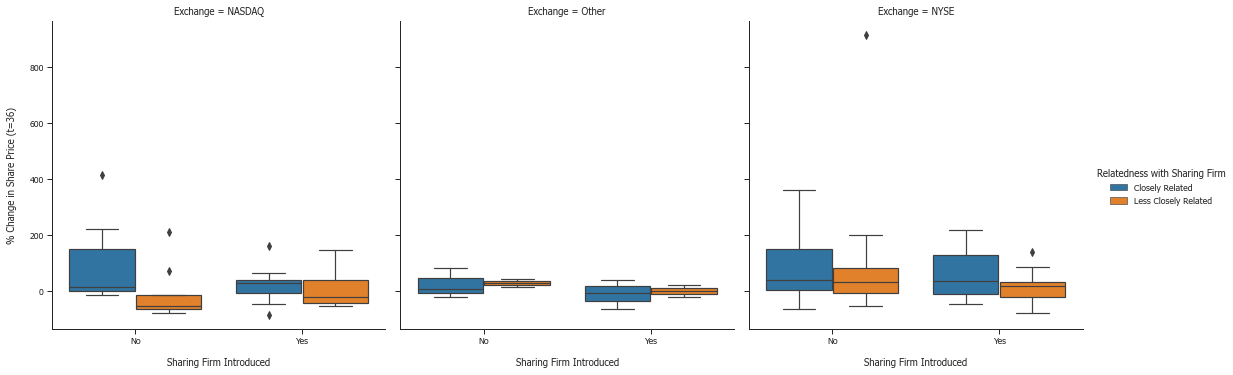 Exchange = NASDAQ
Exchange = Other
Exchange = NYSE
% Change in Share Price (t=36)
800
600
400
200
0
No
Yes
No
Yes
No
Yes
Sharing Firm Introduced
Sharing Firm Introduced
Sharing Firm Introduced
Relatedness with Sharing Firm
Closely Related
Less Closely Related